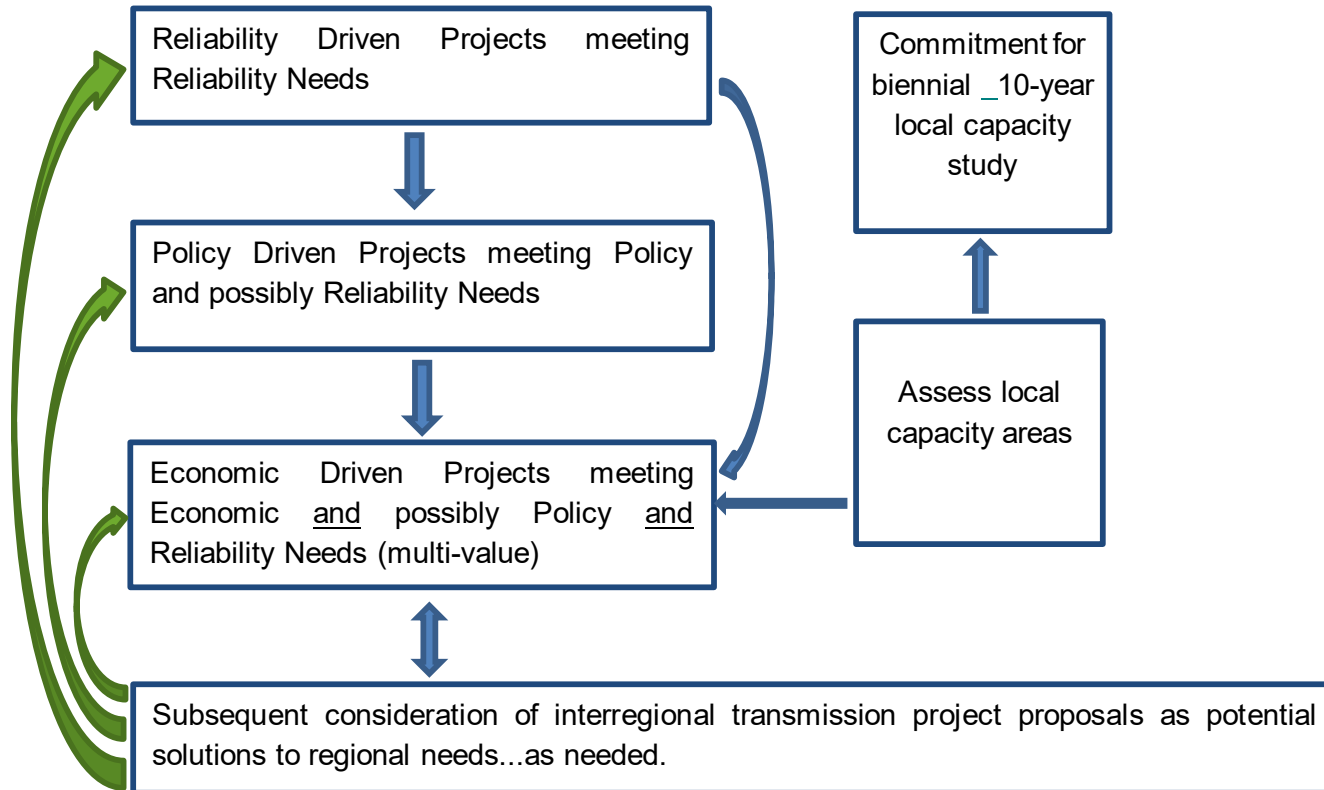 Reliability Driven Projects meeting
Reliability Needs
Commitment for
biennial _10-year
local capacity
study
Policy Driven Projects meeting Policy
and possibly Reliability Needs
Assess local
capacity areas
Economic Driven Projects meeting
Economic and possibly Policy and
Reliability Needs (multi-value)
Subsequent consideration of interregional transmission project proposals as potential
solutions to regional needs...as needed.